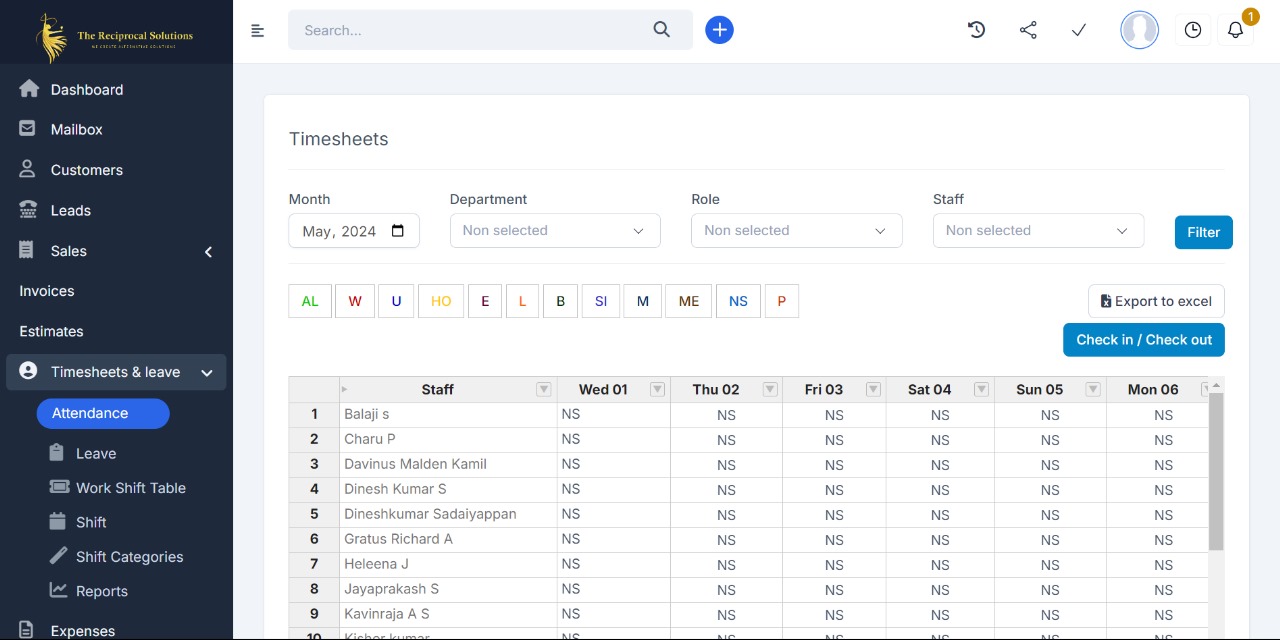 The Reciprocal Solutions
WE CREATE ALTERNATIVE SOLUTIONS
Search...
1
Dashboard
Mailbox
Customers
Leads
Sales
Invoices
Estimates
Timesheets & leave
Attendance
Leave
Work Shift Table
Shift
Shift Categories
Reports
Expenses
Timesheets
Month Department Role Staff
May, 2024 Non selected Non selected Non selected Filter
AL W U HO E L B SI M ME NS P Export to excel
Check in / Check out
Staff Wed 01 Thu 02 Fri 03 Sat 04 Sun 05 Mon 06
1 Balaji s NS NS NS NS NS NS
2 Charu P NS NS NS NS NS NS
3 Davinus Malden Kamil NS NS NS NS NS NS
4 Dinesh Kumar S NS NS NS NS NS NS
5 Dineshkumar Sadaiyappan NS NS NS NS NS NS
6 Gratus Richard A NS NS NS NS NS NS
7 Heleena J NS NS NS NS NS NS
8 Jayaprakash S NS NS NS NS NS NS
9 Kavinraja A S NS NS NS NS NS NS
10 Kishor kumar NS NS NS NS NS NS